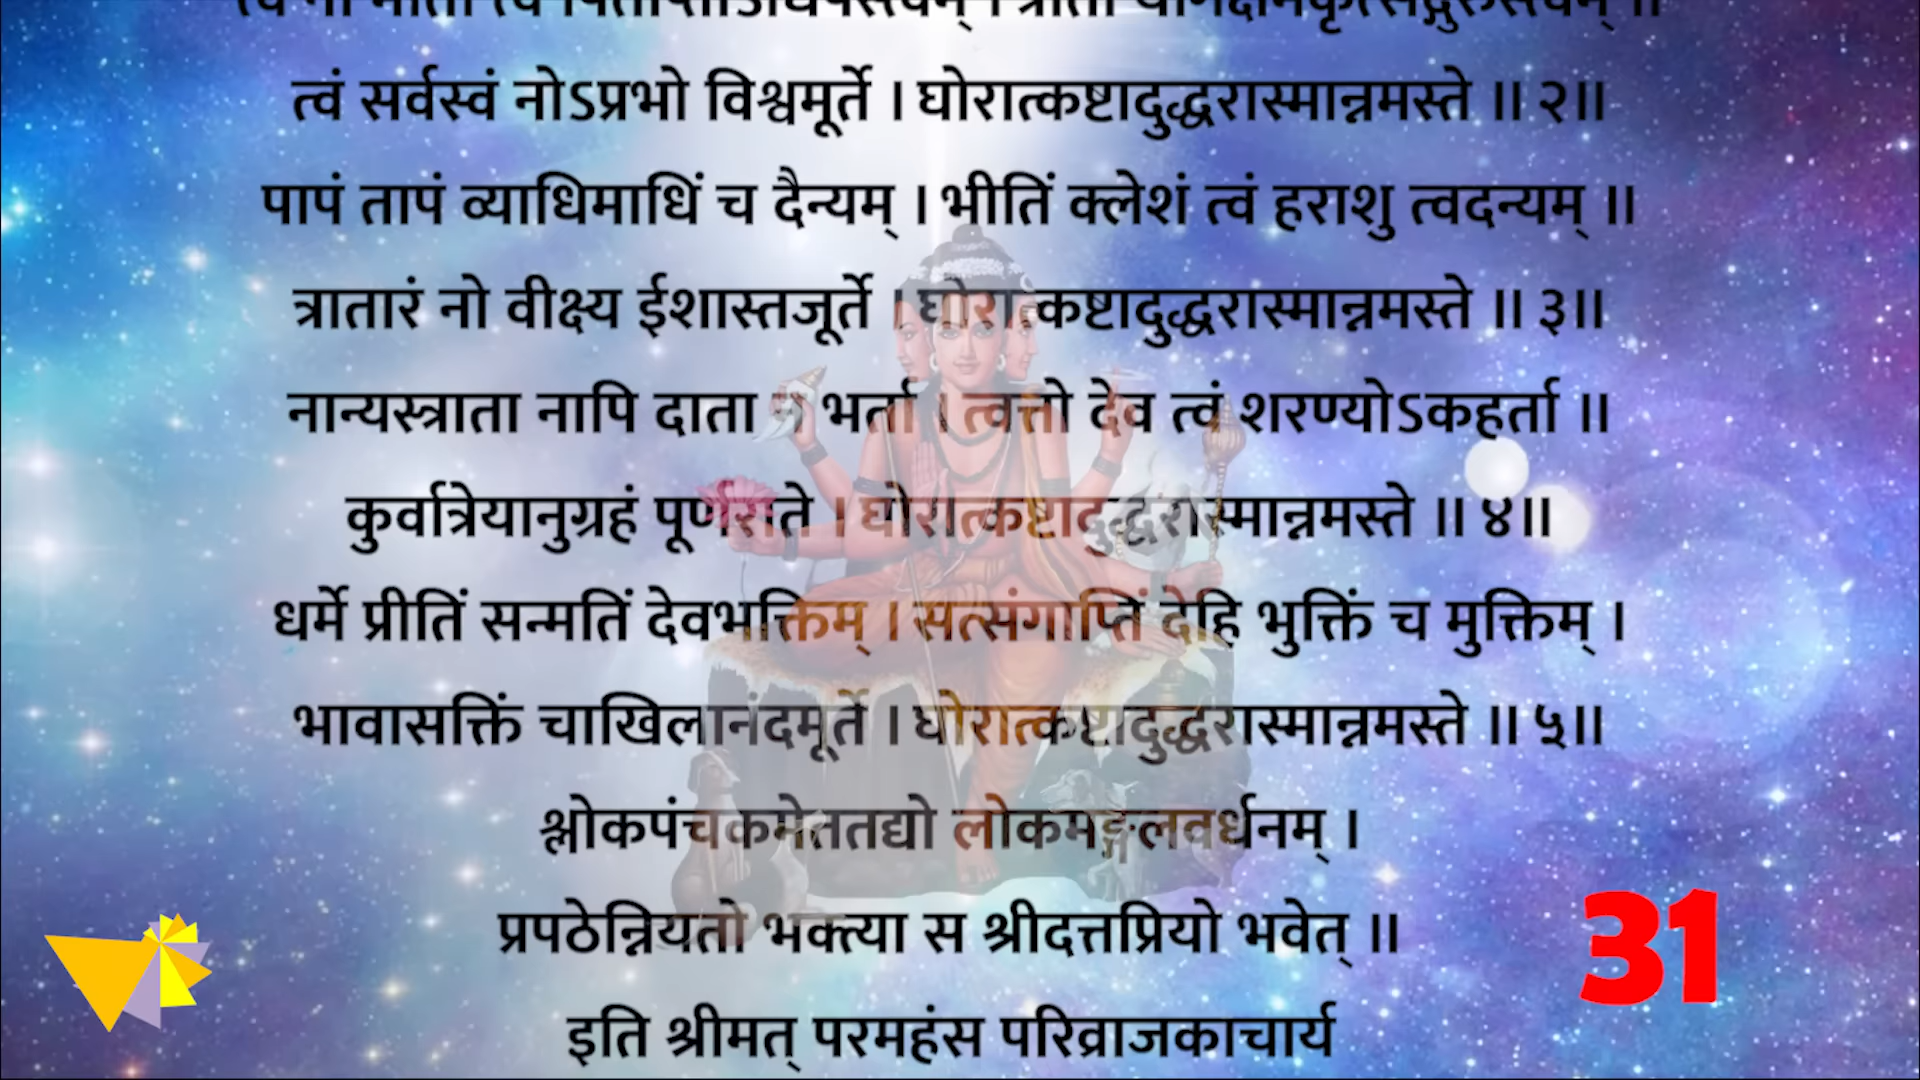 त्वं सर्वस्वं नोऽप्रभो विश्वमूर्ते । घोरात्कष्टादुद्धरास्मान्नमस्ते ॥ २॥
पापं तापं व्याधिमाधिं च दैन्यम् । भीतिं क्लेशं त्वं हराशु त्वदन्यम् ॥
त्रातारं नो वीक्ष्य ईशास्तजूर्ते । घोरात्कष्टादुद्धरास्मान्नमस्ते ॥ ३॥
नान्यस्त्राता नापि दाता न भर्ता । त्वत्तो देव त्वं शरण्योऽकहर्ता ॥
कुर्वात्रेयानुग्रहं पूर्णराते । घोरात्कष्टादुद्धरास्मान्नमस्ते ॥ ४॥
धर्मे प्रीतिं सन्मतिं देवभक्तिम् । सत्संगाप्तिं देहि भुक्तिं च मुक्तिम् ।
भावासक्तिं चाखिलानंदमूर्ते । घोरात्कष्टादुद्धरास्मान्नमस्ते ॥ ५॥
श्लोकपंचकमेततद्यो लोकमङ्गलवर्धनम् ।
प्रपठेन्नियतो भक्त्या स श्रीदत्तप्रियो भवेत् ॥
31
इति श्रीमत् परमहंस परिव्राजकाचार्य